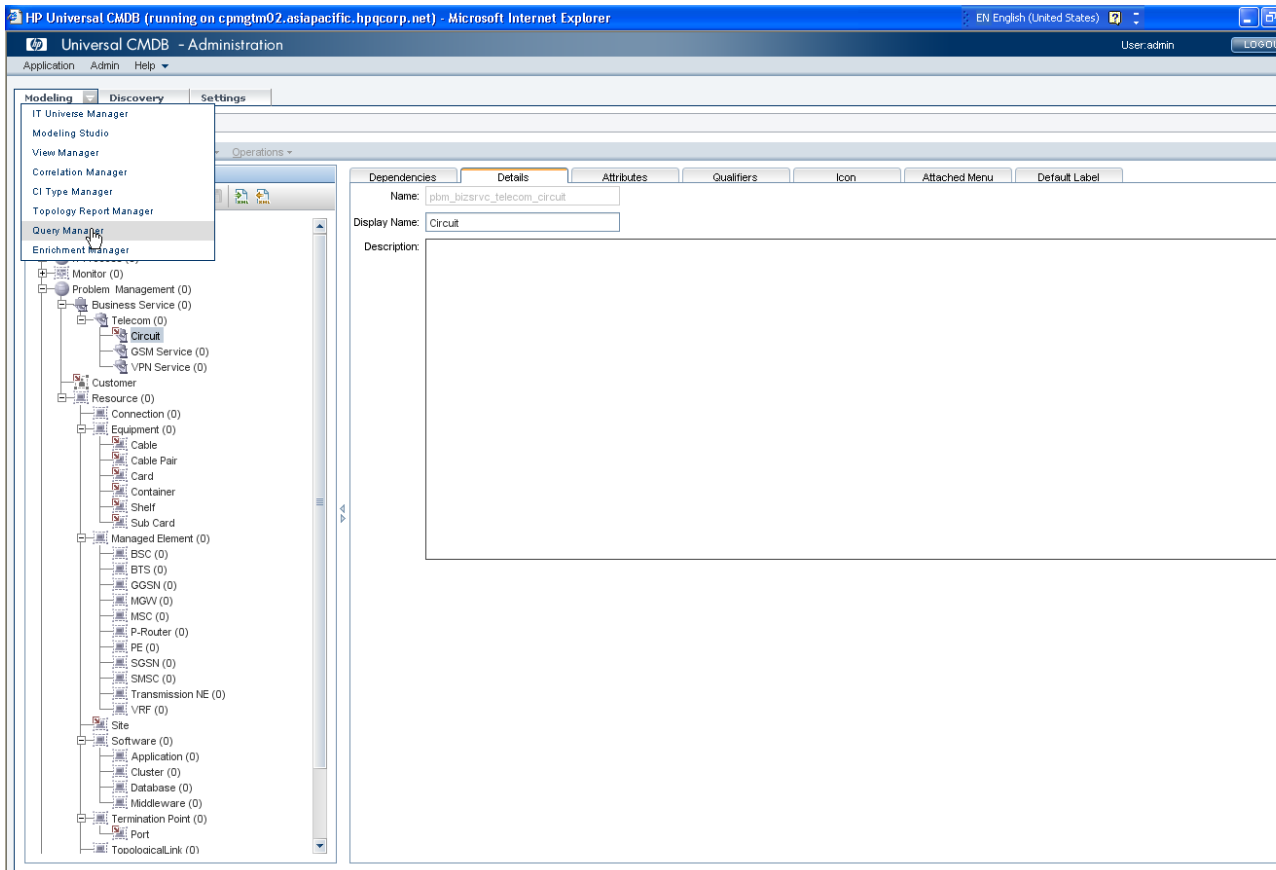 HP Universal CMDB (running on cpmgtm02.asiapacific.hpqcorp.net) - Microsoft Internet Explorer
EN English (United States)
hp Universal CMDB - Administration
User:admin
Application Admin Help
Modeling Discovery Settings
IT Universe Manager
Modeling Studio
View Manager
Correlation Manager
CI Type Manager
Topology Report Manager
Query Manager
Enrichment Manager
Operations
Dependencies Details Attributes Qualifiers Icon Attached Menu Default Label
Name: pbm_bizsrvc_telecom_circuit
Display Name: Circuit
Description:
Monitor (0)
Problem Management (0)
Business Service (0)
Telecom (0)
Circuit
GSM Service (0)
VPN Service (0)
Customer
Resource (0)
Connection (0)
Equipment (0)
Cable
Cable Pair
Card
Container
Shelf
Sub Card
Managed Element (0)
BSC (0)
BTS (0)
GGSN (0)
MGW (0)
MSC (0)
P-Router (0)
PE (0)
SGSN (0)
SMSC (0)
Transmission NE (0)
VRF (0)
Site
Software (0)
Application (0)
Cluster (0)
Database (0)
Middleware (0)
Termination Point (0)
Port
TopologicalLink (0)